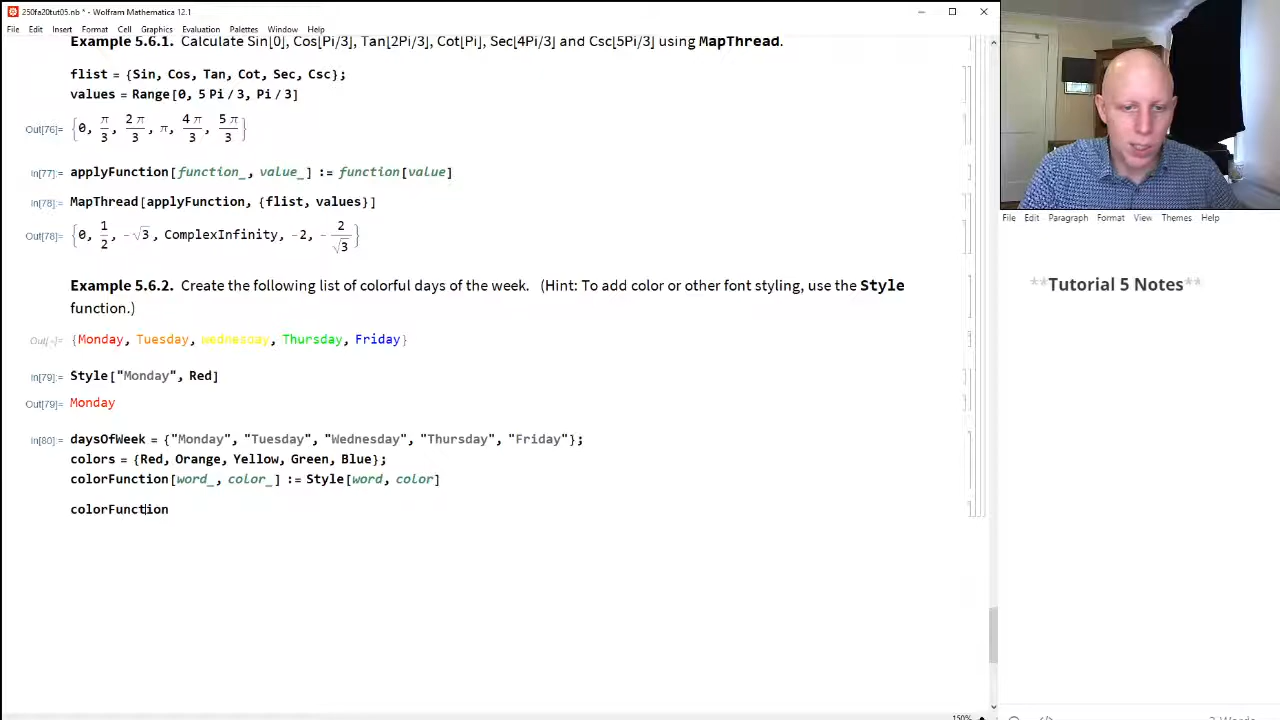 250fa20tut05.nb * - Wolfram Mathematica 12.1
File Edit Insert Format Cell Graphics Evaluation Palettes Window Help
Example 5.6.1. Calculate Sin[0], Cos[Pi/3], Tan[2Pi/3], Cot[Pi], Sec[4Pi/3] and Csc[5Pi/3] using MapThread.
flist = {Sin, Cos, Tan, Cot, Sec, Csc};
values = Range[0, 5 Pi / 3, Pi / 3]
Out[76]= {0, π/3, 2 π/3, π, 4 π/3, 5 π/3}
In[77]:= applyFunction[function_, value_] := function[value]
In[78]:= MapThread[applyFunction, {flist, values}]
Out[78]= {0, 1/2, -√3, ComplexInfinity, -2, -2/√3}
Example 5.6.2. Create the following list of colorful days of the week. (Hint: To add color or other font styling, use the Style
function.)
Out[•]= {Monday, Tuesday, wednesday, Thursday, Friday}
In[79]:= Style["Monday", Red]
Out[79]= Monday
In[80]:= daysOfWeek = {"Monday", "Tuesday", "Wednesday", "Thursday", "Friday"};
colors = {Red, Orange, Yellow, Green, Blue};
colorFunction[word_, color_] := Style[word, color]
colorFunction
150%
File Edit Paragraph Format View Themes Help
**Tutorial 5 Notes**